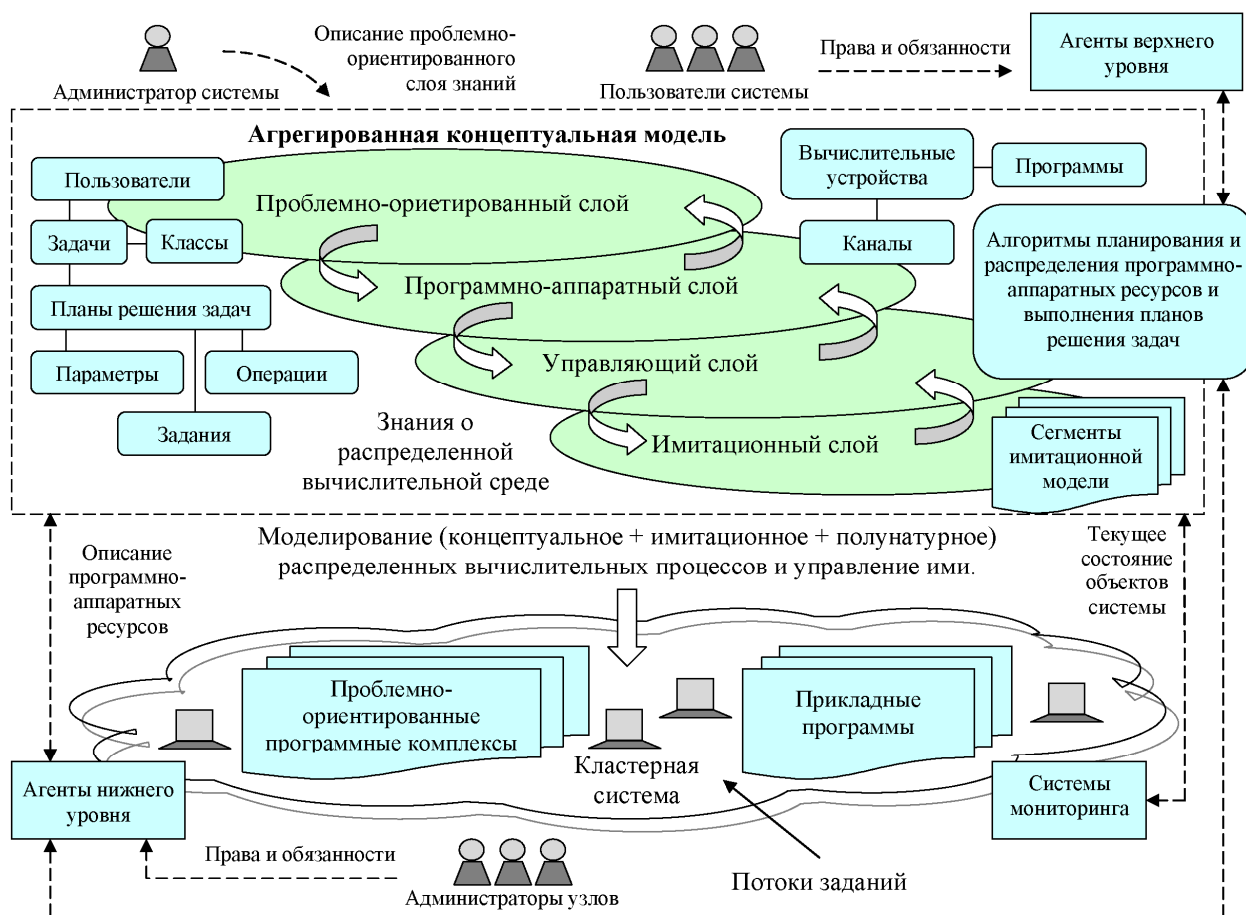 Администратор системы
Описание проблемно-
ориентированного
слоя знаний
Пользователи системы
Права и обязанности
Агенты верхнего
уровня
Агрегированная концептуальная модель
Пользователи
Задачи
Классы
Планы решения задач
Параметры
Операции
Задания
Проблемно-ориетированный слой
Программно-аппаратный слой
Управляющий слой
Имитационный слой
Вычислительные
устройства
Программы
Каналы
Алгоритмы планирования и
распределения программно-
аппаратных ресурсов и
выполнения планов
решения задач
Знания о
распределенной
вычислительной среде
Сегменты
имитационной
модели
Описание
программно-
аппаратных
ресурсов
Моделирование (концептуальное + имитационное + полунатурное)
распределенных вычислительных процессов и управление ими.
Текущее
состояние
объектов
системы
Проблемно-
ориентированные
программные комплексы
Прикладные
программы
Кластерная
система
Агенты нижнего
уровня
Системы
мониторинга
Права и обязанности
Администраторы узлов
Потоки заданий